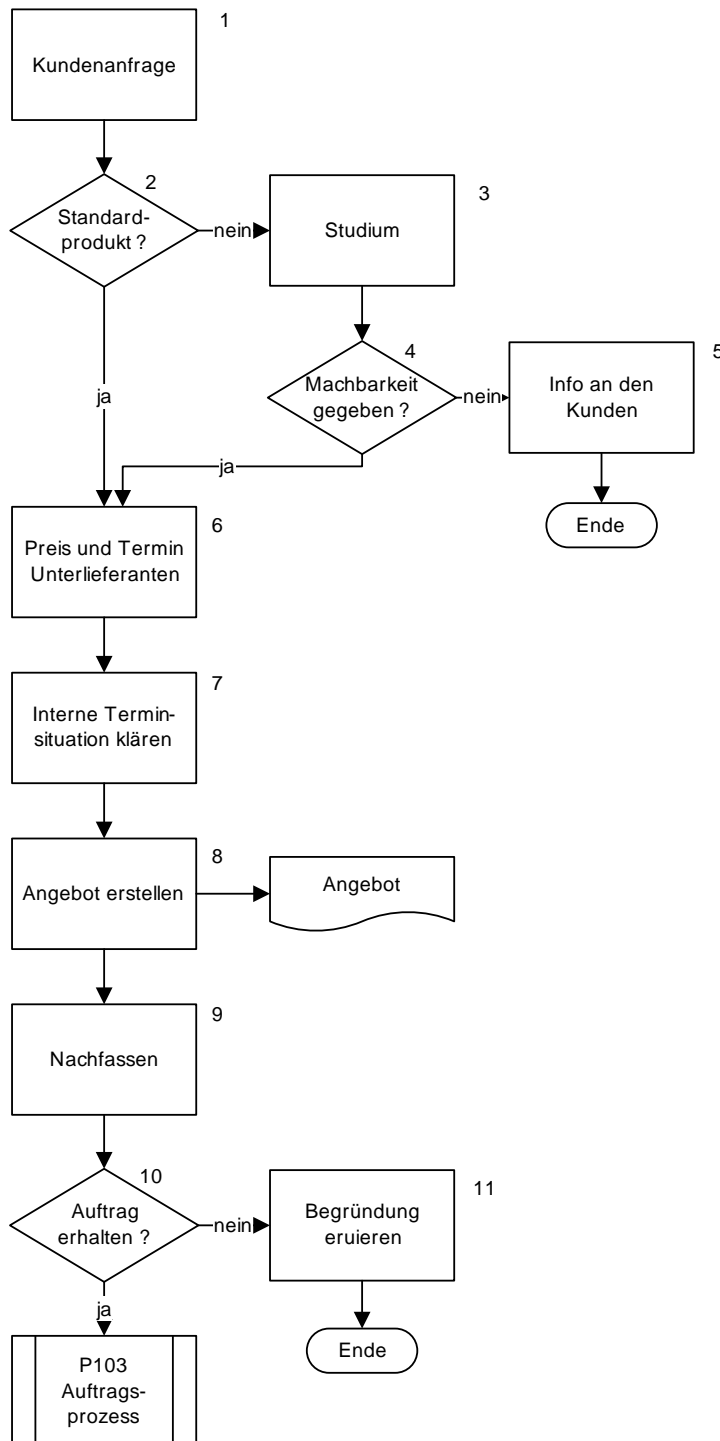 1
Kundenanfrage
2
Standard-
produkt ?
nein
3
Studium
4
Machbarkeit
gegeben ?
nein
5
Info an den
Kunden
ja
ja
Ende
6
Preis und Termin
Unterlieferanten
7
Interne Termin-
situation klären
8
Angebot erstellen
Angebot
9
Nachfassen
10
Auftrag
erhalten ?
nein
11
Begründung
eruieren
ja
Ende
P103
Auftrags-
prozess